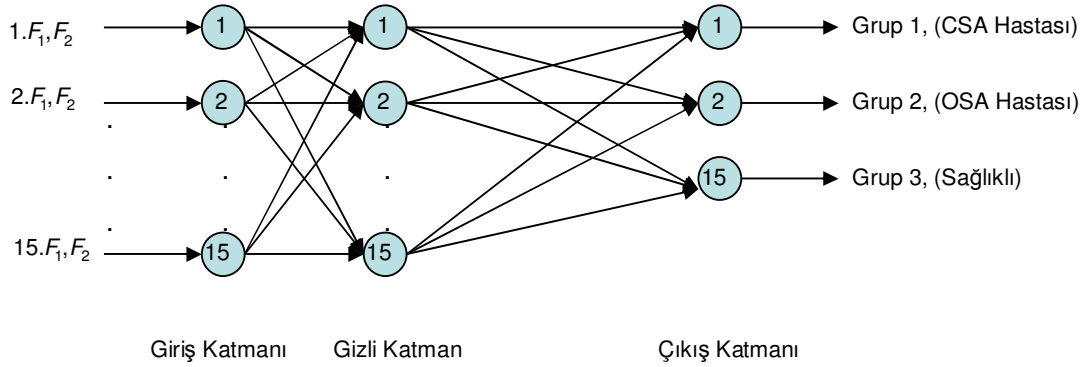 1.F₁,F₂ 1 1 1 Grup 1, (CSA Hastası)
2.F₁,F₂ 2 2 2 Grup 2, (OSA Hastası)
15 Grup 3, (Sağlıklı)
15.F₁,F₂ 15 15
Giriş Katmanı Gizli Katman Çıkış Katmanı